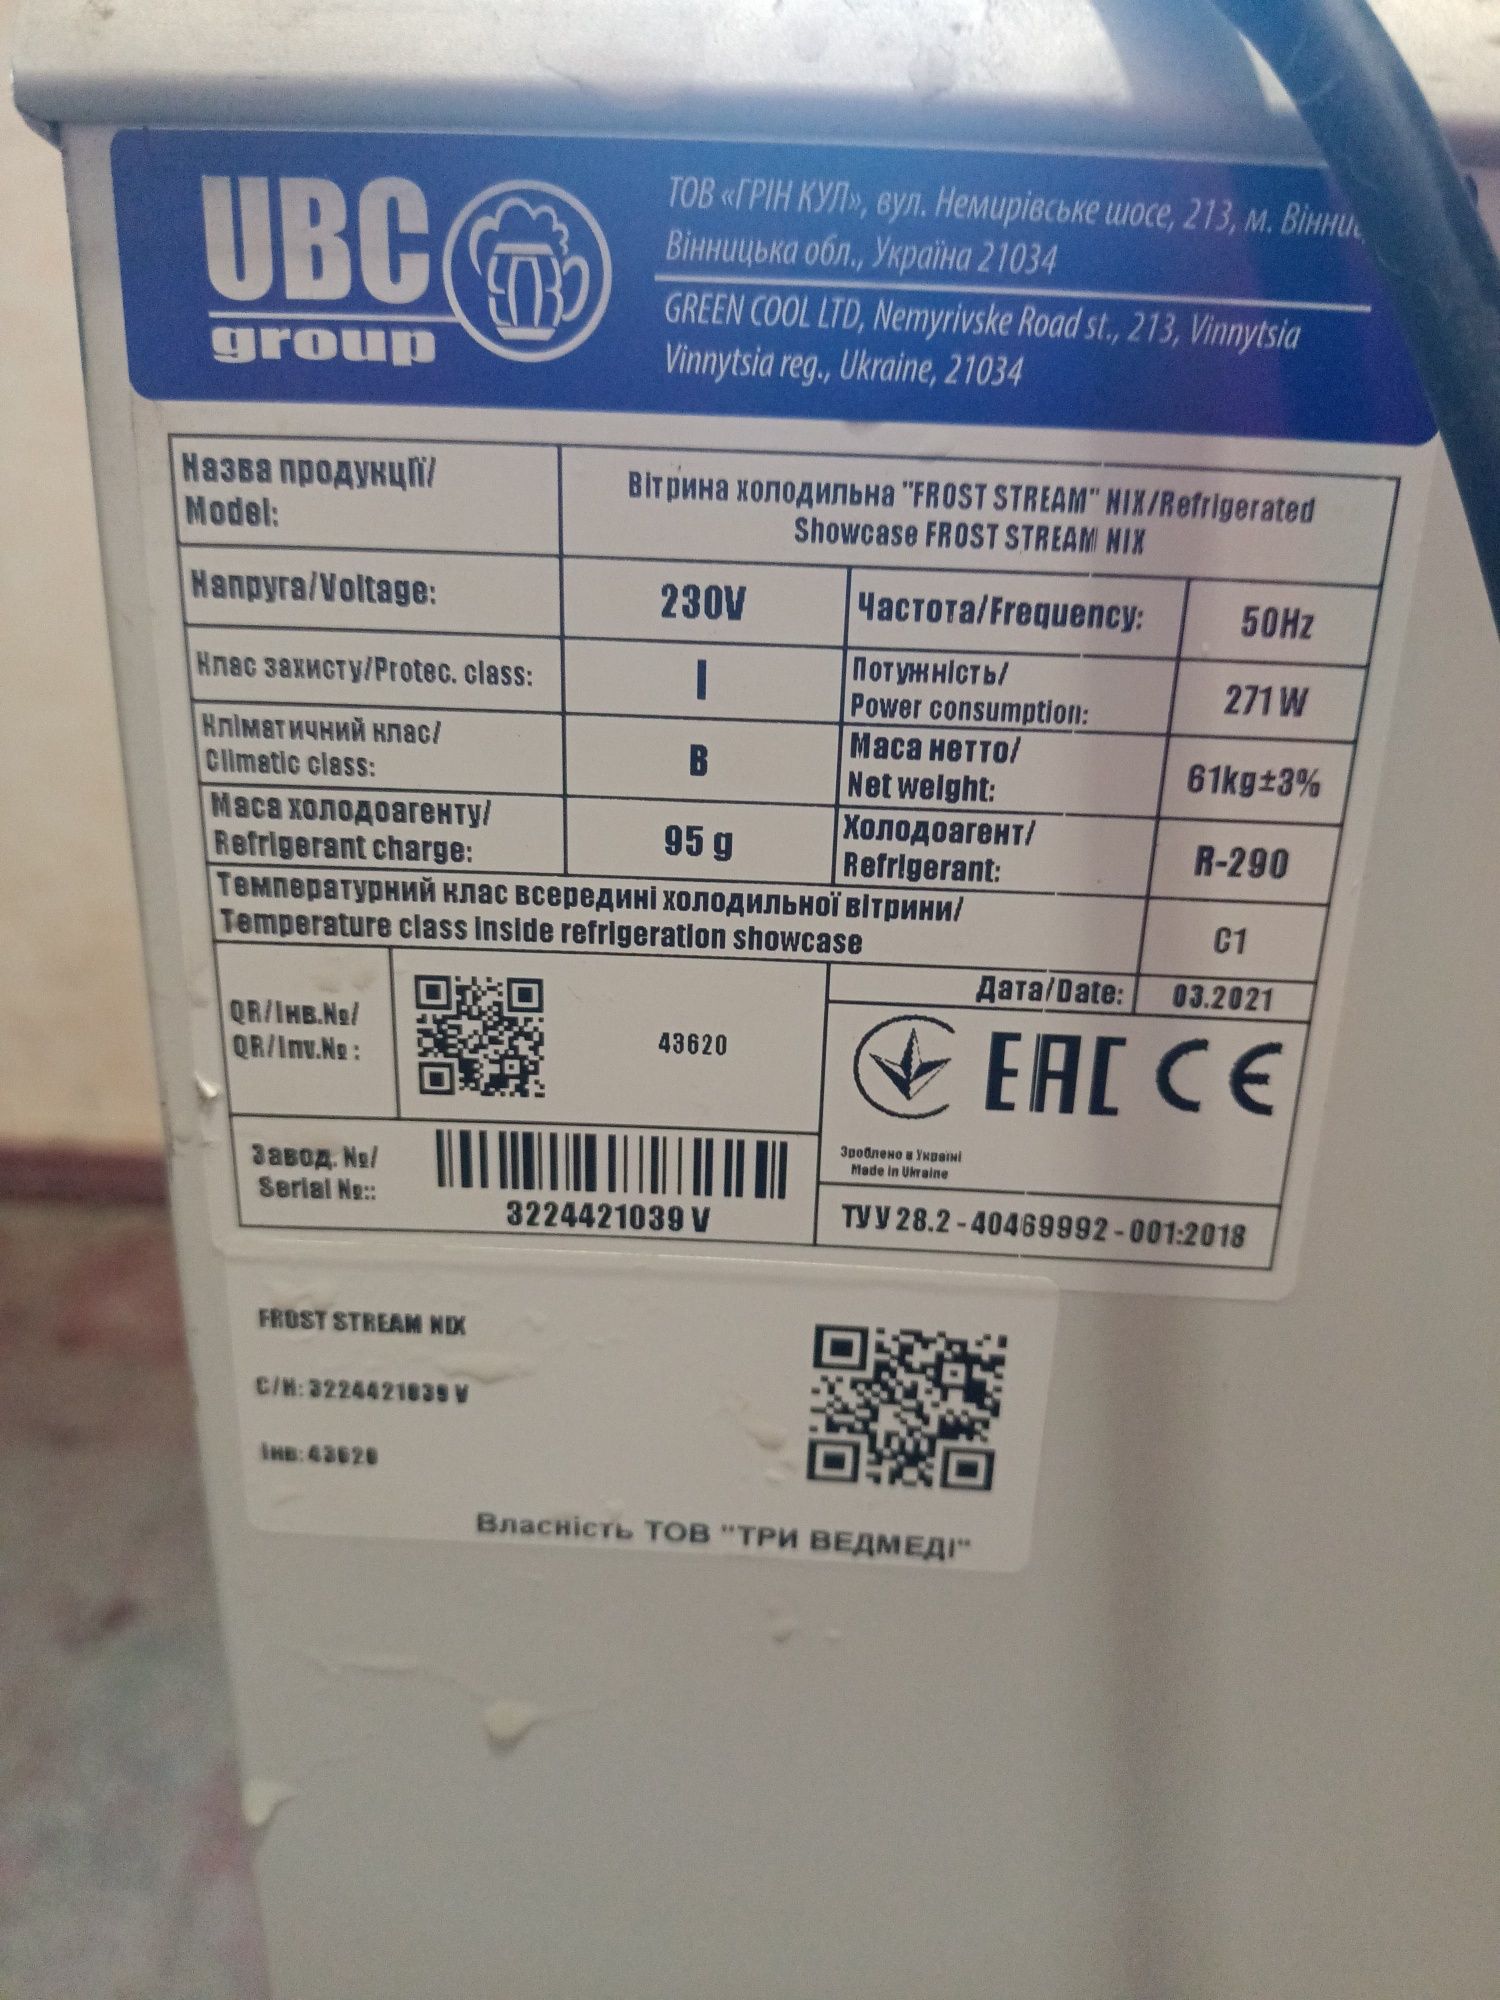 UBC
group
ТОВ «ГРІН КУЛ», вул. Немирівське шосе, 213, м.
Вінницька обл., Україна 21034
GREEN COOL LTD, Nemyrivske Road st., 213, Vinnytsia
Vinnytsia reg., Ukraine, 21034
Назва продукції/
Model:
Вітрина холодильна "FROST STREAM" NIX/Refrigerated
Showcase FROST STREAM NIX
Напруга/Voltage:
230V
Частота/Frequency:
50Hz
Клас захисту/Protec. class:
I
Потужність/
Power consumption:
271W
Кліматичний клас/
Climatic class:
B
Маса нетто/
Net weight:
61kg±3%
Маса холодоагенту/
Refrigerant charge:
95 g
Холодоагент/
Refrigerant:
R-290
Температурний клас всередині холодильної вітрини/
Temperature class inside refrigeration showcase
C1
QR/Інв.№/
QR/Inv.№ :
43620
Дата/Date:
03.2021
EAC CE
Зроблено в Україні
Made in Ukraine
Завод. №/
Serial №::
3224421039 V
ТУ У 28.2 - 40469992 - 001:2018
FROST STREAM NIX
С/Н: 3224421039 V
Інв: 43620
Власність ТОВ "ТРИ ВЕДМЕДІ"